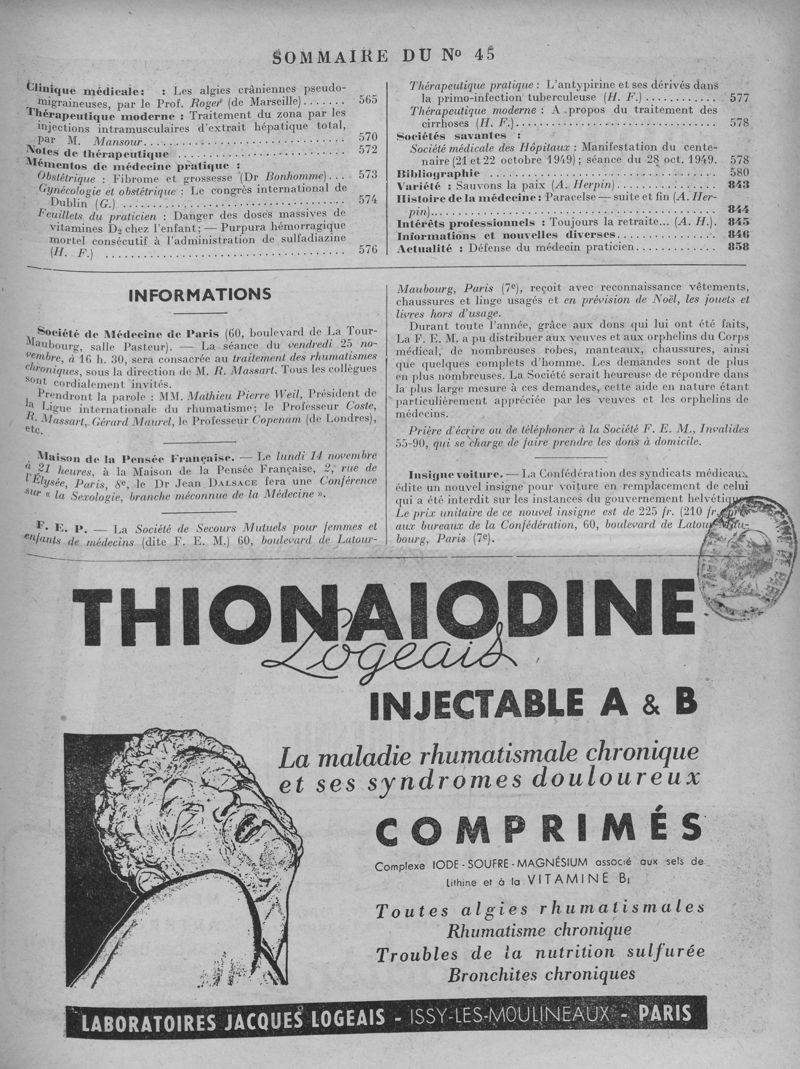 SOMMAIRE DU Nº 45
Clinique médicale : : Les algies crâniennes pseudo-
migraineuses, par le Prof. Roger (de Marseille)....... 565
Thérapeutique moderne : Traitement du zona par les
injections intramusculaires d'extrait hépatique total,
par M. Mansour.............................. 570
Notes de thérapeutique .............................. 572
Mémentos de médecine pratique :
Obstétrique : Fibrome et grossesse (Dr Bonhomme)... 573
Gynécologie et obstétrique : Le congrès international de
Dublin (G.) .............................. 574
Feuillets du praticien : Danger des doses massives de
vitamines D2 chez l'enfant; — Purpura hémorragique
mortel consécutif à l'administration de sulfadiazine
(H. F.) .............................. 576
Thérapeutique pratique : L'antypirine et ses dérivés dans
la primo-infection tuberculeuse (H. F.)............ 577
Thérapeutique moderne : A propos du traitement des
cirrhoses (H. F.).............................. 578
Sociétés savantes :
Société médicale des Hôpitaux : Manifestation du cente-
naire (21 et 22 octobre 1949) ; séance du 28 oct. 1949. 578
Bibliographie .............................. 580
Variété : Sauvons la paix (A. Herpin)................ 843
Histoire de la médecine : Paracelse — suite et fin (A. Her-
pin).............................. 844
Intérêts professionnels : Toujours la retraite... (A. H.). 845
Informations et nouvelles diverses................ 846
Actualité : Défense du médecin praticien............ 858
INFORMATIONS
Société de Médecine de Paris (60, boulevard de La Tour-
Maubourg, salle Pasteur). — La séance du vendredi 25 no-
vembre, à 16 h. 30, sera consacrée au traitement des rhumatismes
chroniques, sous la direction de M. R. Massart. Tous les collègues
sont cordialement invités.
Prendront la parole : MM. Mathieu Pierre Weil, Président de
la Ligue internationale du rhumatisme; le Professeur Coste,
R. Massart, Gérard Maurel, le Professeur Copenam (de Londres),
etc.
Maison de la Pensée Française. — Le lundi 14 novembre
à 21 heures, à la Maison de la Pensée Française, 2, rue de
l'Élysée, Paris, 8e, le Dr Jean DALSACE fera une Conférence
sur « la Sexologie, branche méconnue de la Médecine ».
F. E. P. — La Société de Secours Mutuels pour femmes et
enfants de médecins (dite F. E. M.) 60, boulevard de Latour-
Maubourg, Paris (7e), reçoit avec reconnaissance vêtements,
chaussures et linge usagés et en prévision de Noël, les jouets et
livres hors d'usage.
Durant toute l'année, grâce aux dons qui lui ont été faits,
La F. E. M. a pu distribuer aux veuves et aux orphelins du Corps
médical, de nombreuses robes, manteaux, chaussures, ainsi
que quelques complets d'homme. Les demandes sont de plus
en plus nombreuses. La Société serait heureuse de répondre dans
la plus large mesure à ces demandes, cette aide en nature étant
particulièrement appréciée par les veuves et les orphelins de
médecins.
Prière d'écrire ou de téléphoner à la Société F. E. M., Invalides
55-90, qui se charge de faire prendre les dons à domicile.
Insigne voiture. — La Confédération des syndicats médicaux
édite un nouvel insigne pour voiture en remplacement de celui
qui a été interdit sur les instances du gouvernement helvétique.
Le prix unitaire de ce nouvel insigne est de 225 fr. (210 fr.
aux bureaux de la Confédération, 60, boulevard de Latour-Mau-
bourg, Paris (7e).
THIONAIODINE
Logeais
INJECTABLE A & B
La maladie rhumatismale chronique
et ses syndromes douloureux
COMPRIMÉS
Complexe IODE - SOUFRE - MAGNÉSIUM associé aux sels de
Lithine et à la VITAMINE B1
Toutes algies rhumatismales
Rhumatisme chronique
Troubles de la nutrition sulfurée
Bronchites chroniques
LABORATOIRES JACQUES LOGEAIS - ISSY-LES-MOULINEAUX - PARIS